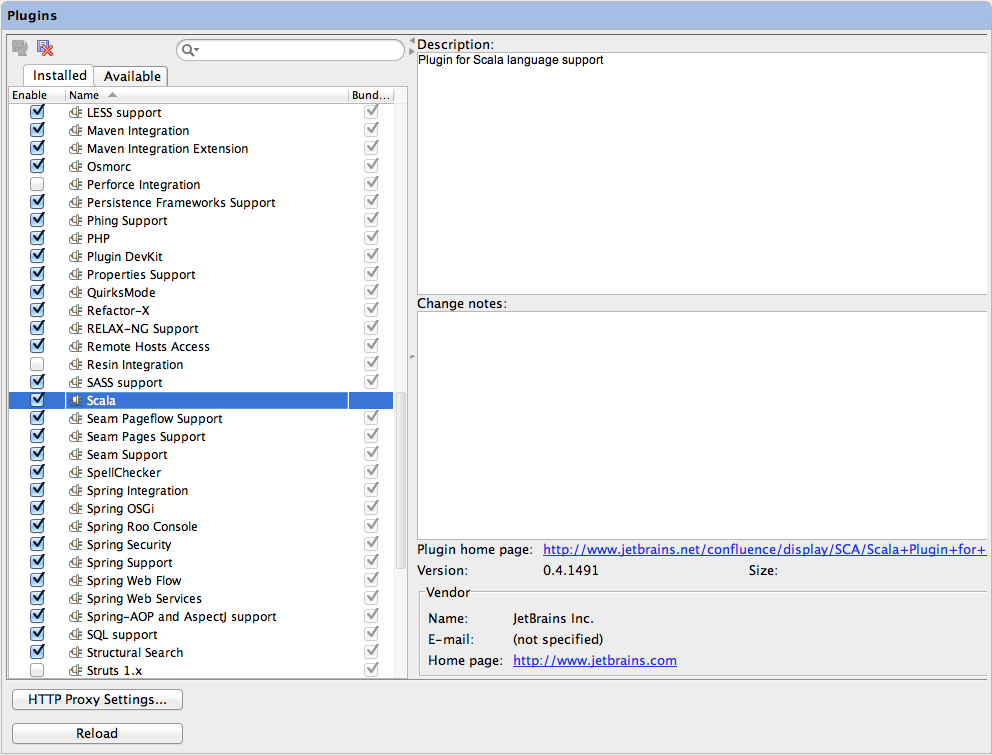 Plugins
Installed
Available
Enable Name Bund...
LESS support
Maven Integration
Maven Integration Extension
Osmorc
Perforce Integration
Persistence Frameworks Support
Phing Support
PHP
Plugin DevKit
Properties Support
QuirksMode
Refactor-X
RELAX-NG Support
Remote Hosts Access
Resin Integration
SASS support
Scala
Seam Pageflow Support
Seam Pages Support
Seam Support
SpellChecker
Spring Integration
Spring OSGi
Spring Roo Console
Spring Security
Spring Support
Spring Web Flow
Spring Web Services
Spring-AOP and AspectJ support
SQL support
Structural Search
Struts 1.x
HTTP Proxy Settings...
Reload
Description:
Plugin for Scala language support
Change notes:
Plugin home page: http://www.jetbrains.net/confluence/display/SCA/Scala+Plugin+for+
Version: 0.4.1491 Size:
Vendor
Name: JetBrains Inc.
E-mail: (not specified)
Home page: http://www.jetbrains.com